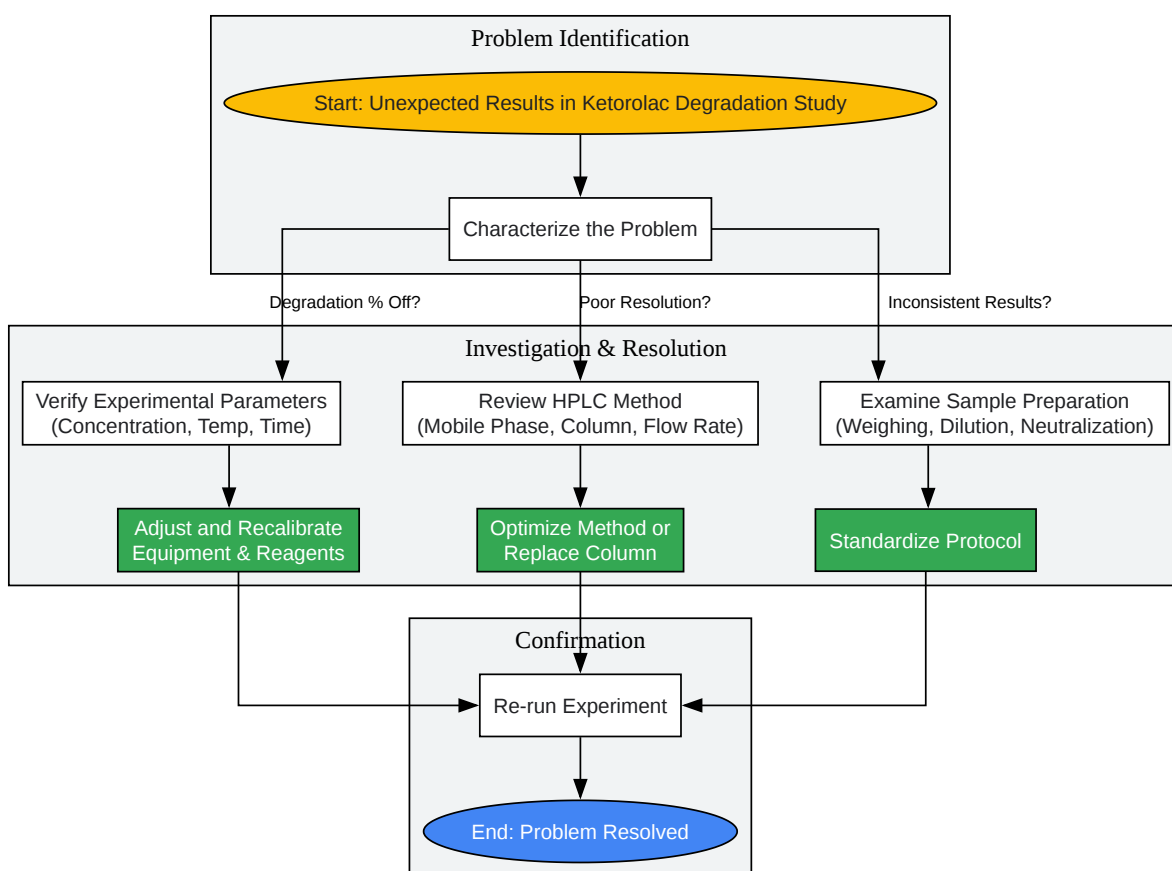 Problem Identification
Start: Unexpected Results in Ketorolac Degradation Study
Characterize the Problem
Degradation % Off?
Poor Resolution?
Inconsistent Results?
Investigation & Resolution
Verify Experimental Parameters
(Concentration, Temp, Time)
Review HPLC Method
(Mobile Phase, Column, Flow Rate)
Examine Sample Preparation
(Weighing, Dilution, Neutralization)
Adjust and Recalibrate
Equipment & Reagents
Optimize Method or
Replace Column
Standardize Protocol
Confirmation
Re-run Experiment
End: Problem Resolved